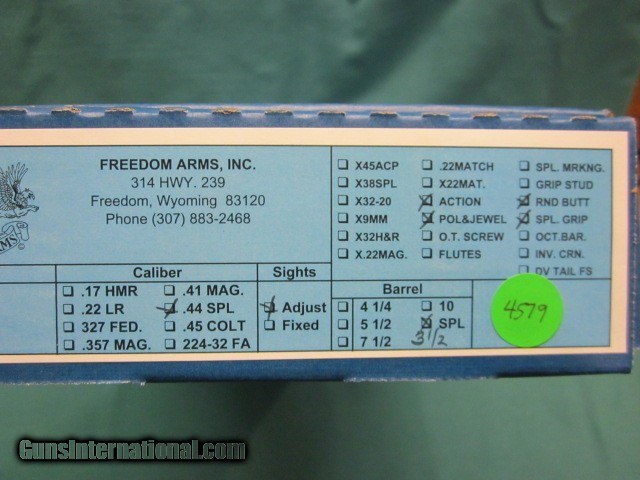 FREEDOM ARMS, INC.
314 HWY. 239
Freedom, Wyoming 83120
Phone (307) 883-2468
X45ACP .22MATCH SPL. MRKNG.
X38SPL X22MAT. GRIP STUD
X32-20 ACTION RND BUTT
X9MM POL&JEWEL SPL. GRIP
X32H&R O.T. SCREW OCT.BAR.
X.22MAG. FLUTES INV. CRN.
DV TAIL FS
Caliber Sights Barrel
.17 HMR .41 MAG.
.22 LR .44 SPL Adjust 4 1/4 10
327 FED. .45 COLT Fixed 5 1/2 SPL
.357 MAG. 224-32 FA 7 1/2 3 1/2
4579
GunsInternational.com